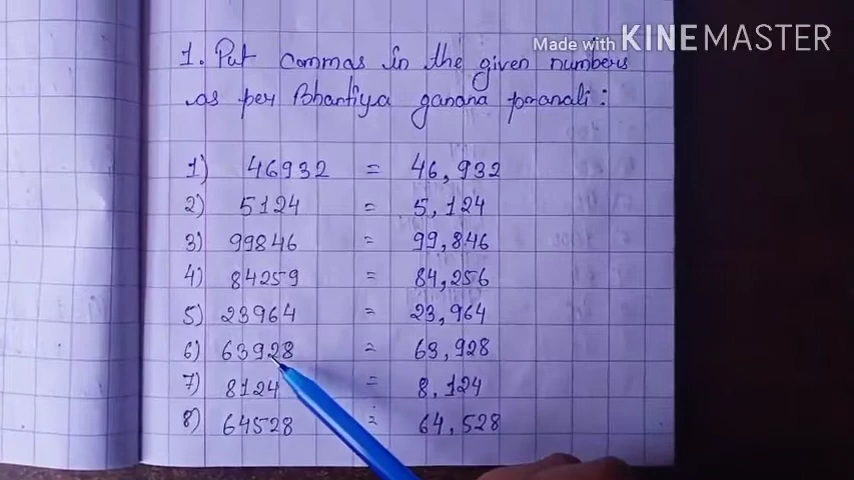 Made with KINEMASTER
1. Put commas in the given numbers
as per Bhartiya ganana pranali :
1) 46932 = 46,932
2) 5124 = 5,124
3) 99846 = 99,846
4) 84259 = 84,256
5) 23964 = 23,964
6) 63928 = 63,928
7) 8124 = 8,124
8) 64528 = 64,528